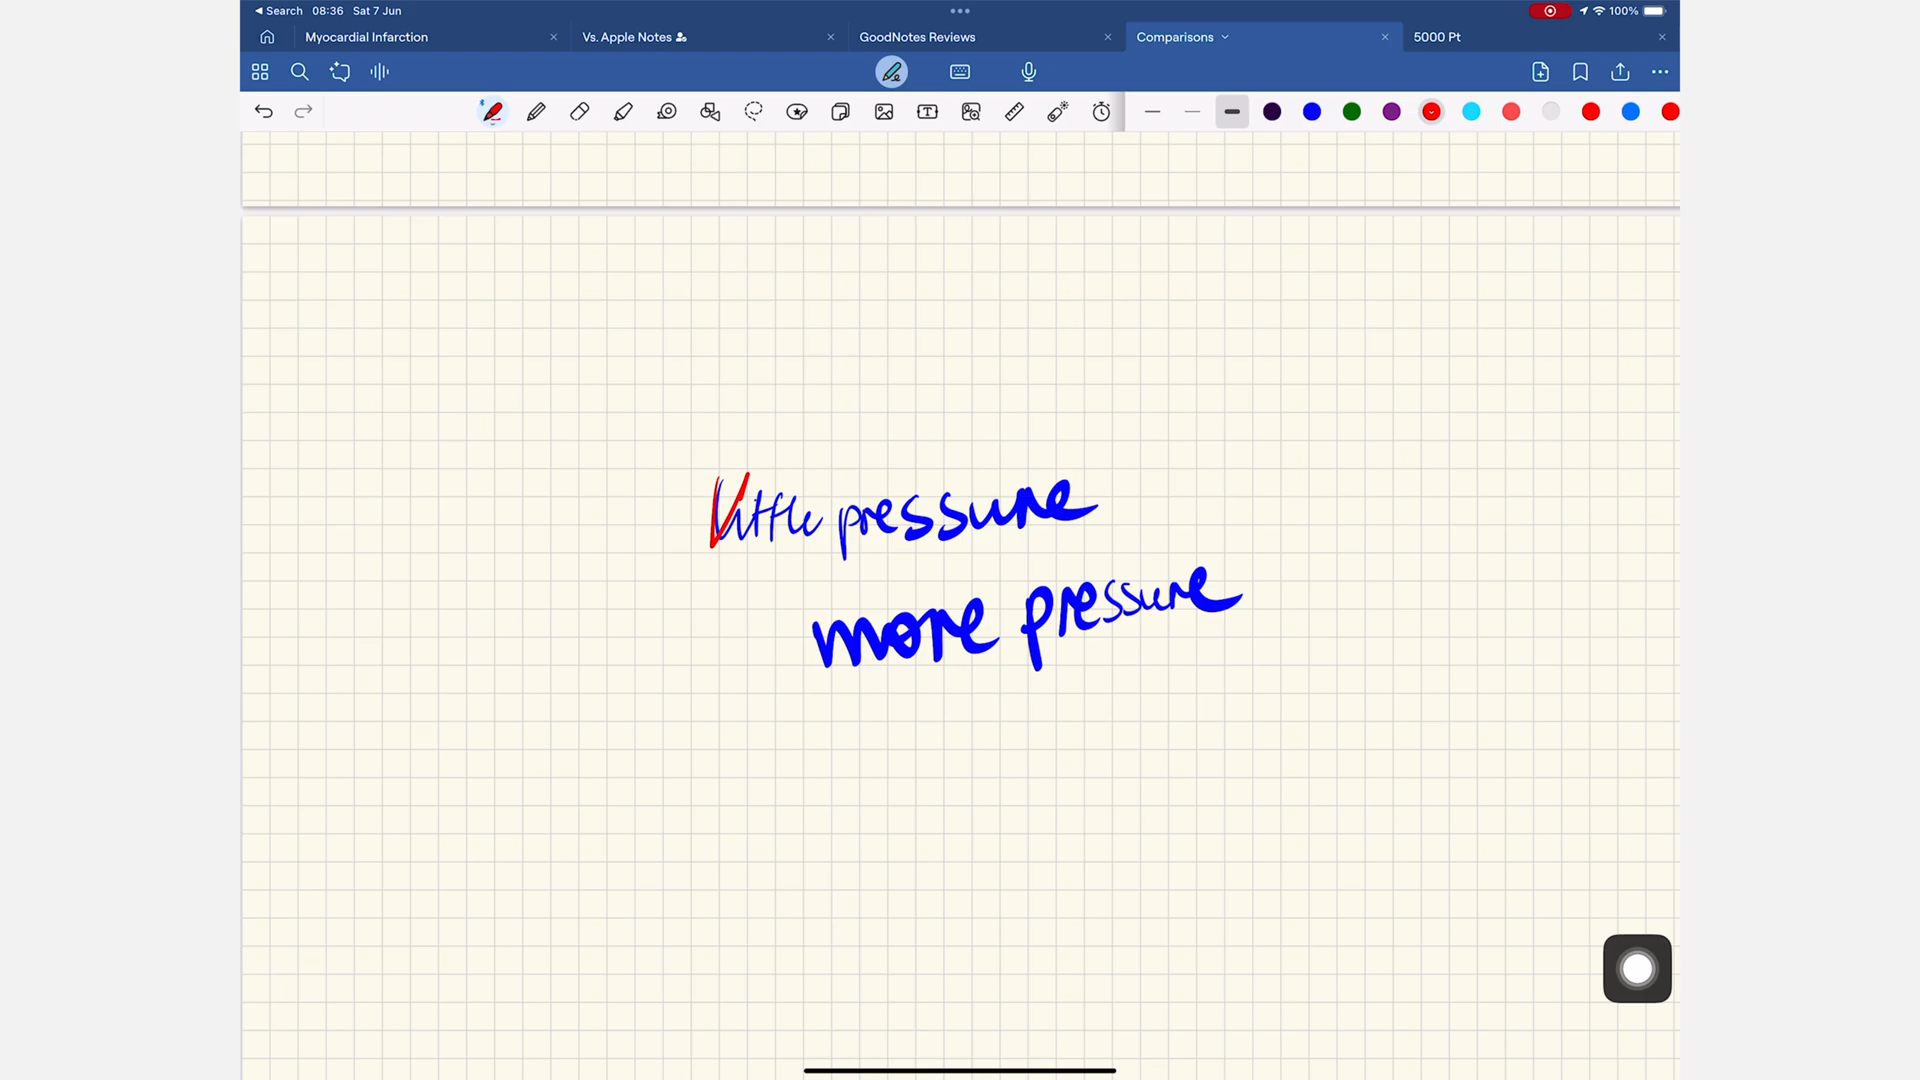 Search 08:36 Sat 7 Jun 100%
Myocardial Infarction Vs. Apple Notes GoodNotes Reviews Comparisons 5000 Pt
little pressure
more pressure